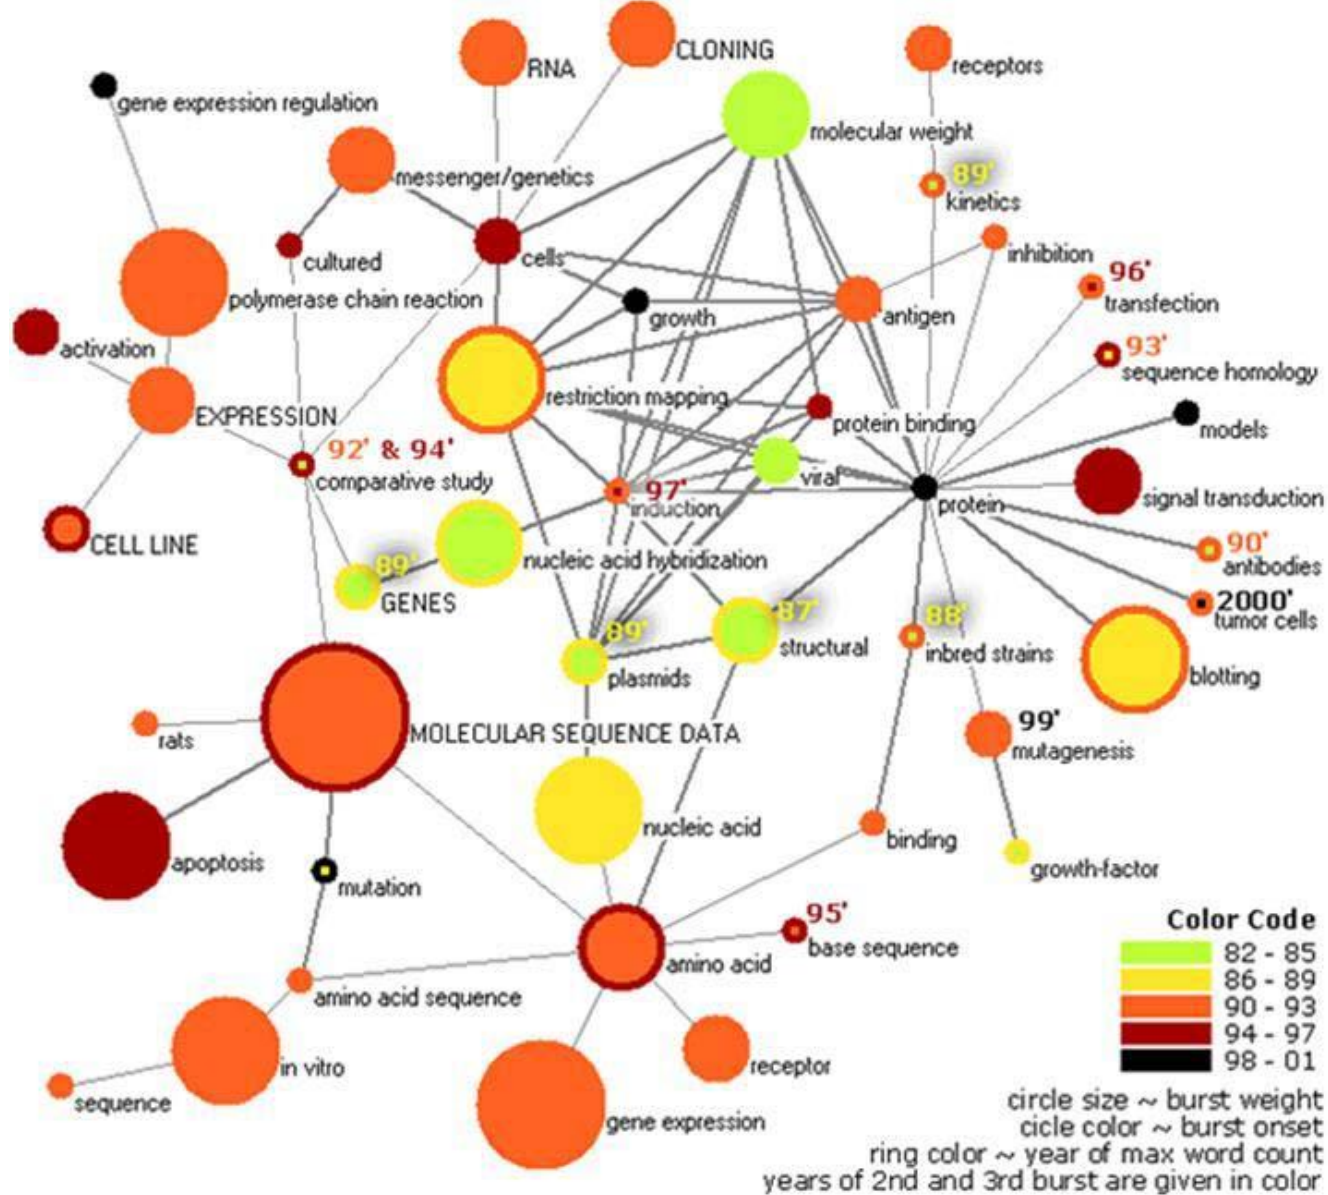 RNA
CLONING
receptors
gene expression regulation
molecular weight
messenger/genetics
89'
kinetics
cultured
cells
inhibition
96'
transfection
polymerase chain reaction
growth
antigen
activation
93'
sequence homology
restriction mapping
EXPRESSION
protein binding
models
92' & 94'
comparative study
viral
97'
induction
protein
signal transduction
CELL LINE
nucleic acid hybridization
90'
antibodies
89'
GENES
2000'
tumor cells
89'
plasmids
87'
structural
88'
inbred strains
blotting
rats
MOLECULAR SEQUENCE DATA
99'
mutagenesis
nucleic acid
apoptosis
binding
growth-factor
mutation
95'
base sequence
amino acid
amino acid sequence
in vitro
receptor
sequence
gene expression
Color Code
82 - 85
86 - 89
90 - 93
94 - 97
98 - 01
circle size ~ burst weight
cicle color ~ burst onset
ring color ~ year of max word count
years of 2nd and 3rd burst are given in color